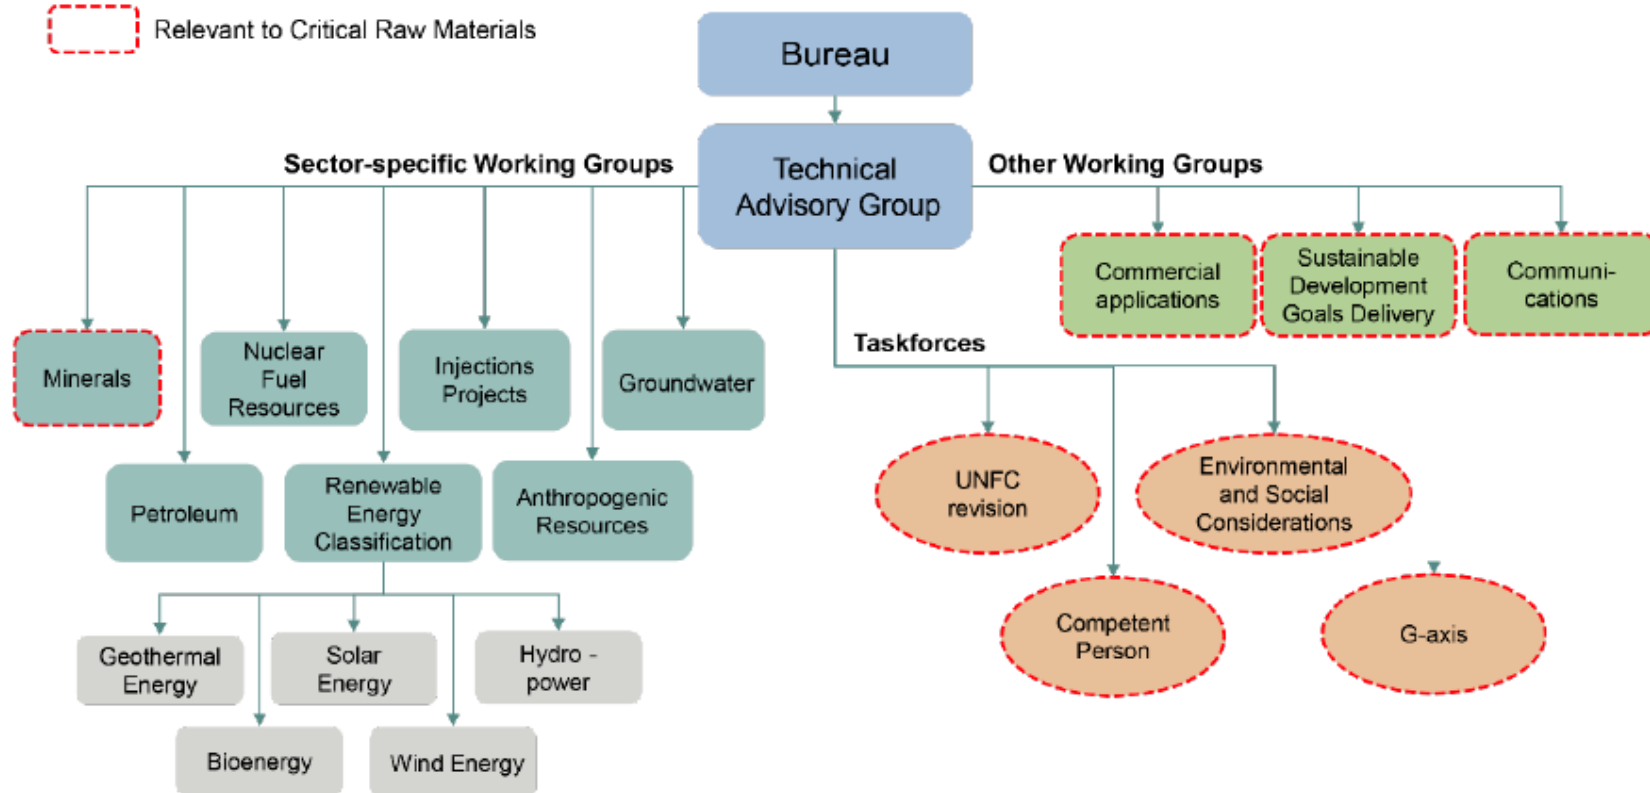 Relevant to Critical Raw Materials
Bureau
Technical
Advisory Group
Sector-specific Working Groups
Other Working Groups
Commercial
applications
Sustainable
Development
Goals Delivery
Communi-
cations
Taskforces
Minerals
Nuclear
Fuel
Resources
Injections
Projects
Groundwater
Petroleum
Renewable
Energy
Classification
Anthropogenic
Resources
UNFC
revision
Environmental
and Social
Considerations
Competent
Person
G-axis
Geothermal
Energy
Solar
Energy
Hydro -
power
Bioenergy
Wind Energy